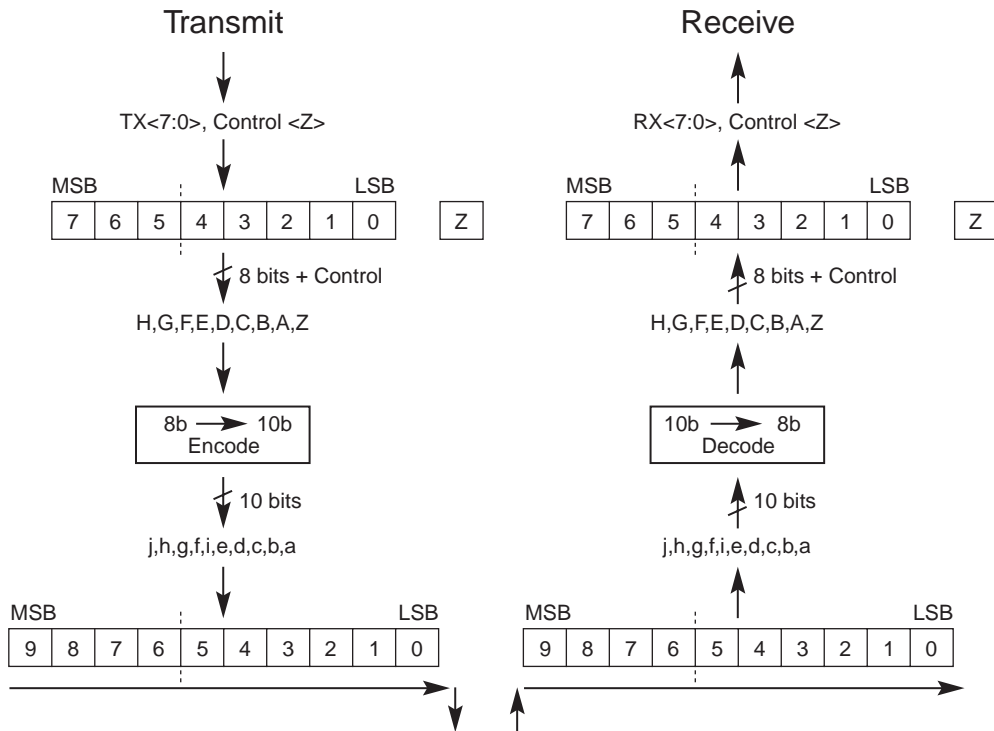 Transmit
Receive
TX<7:0>, Control <Z>
RX<7:0>, Control <Z>
MSB LSB
MSB LSB
7 6 5 4 3 2 1 0 Z
7 6 5 4 3 2 1 0 Z
8 bits + Control
8 bits + Control
H,G,F,E,D,C,B,A,Z
H,G,F,E,D,C,B,A,Z
8b 10b
Encode
10b 8b
Decode
10 bits
10 bits
j,h,g,f,i,e,d,c,b,a
j,h,g,f,i,e,d,c,b,a
MSB LSB
MSB LSB
9 8 7 6 5 4 3 2 1 0
9 8 7 6 5 4 3 2 1 0